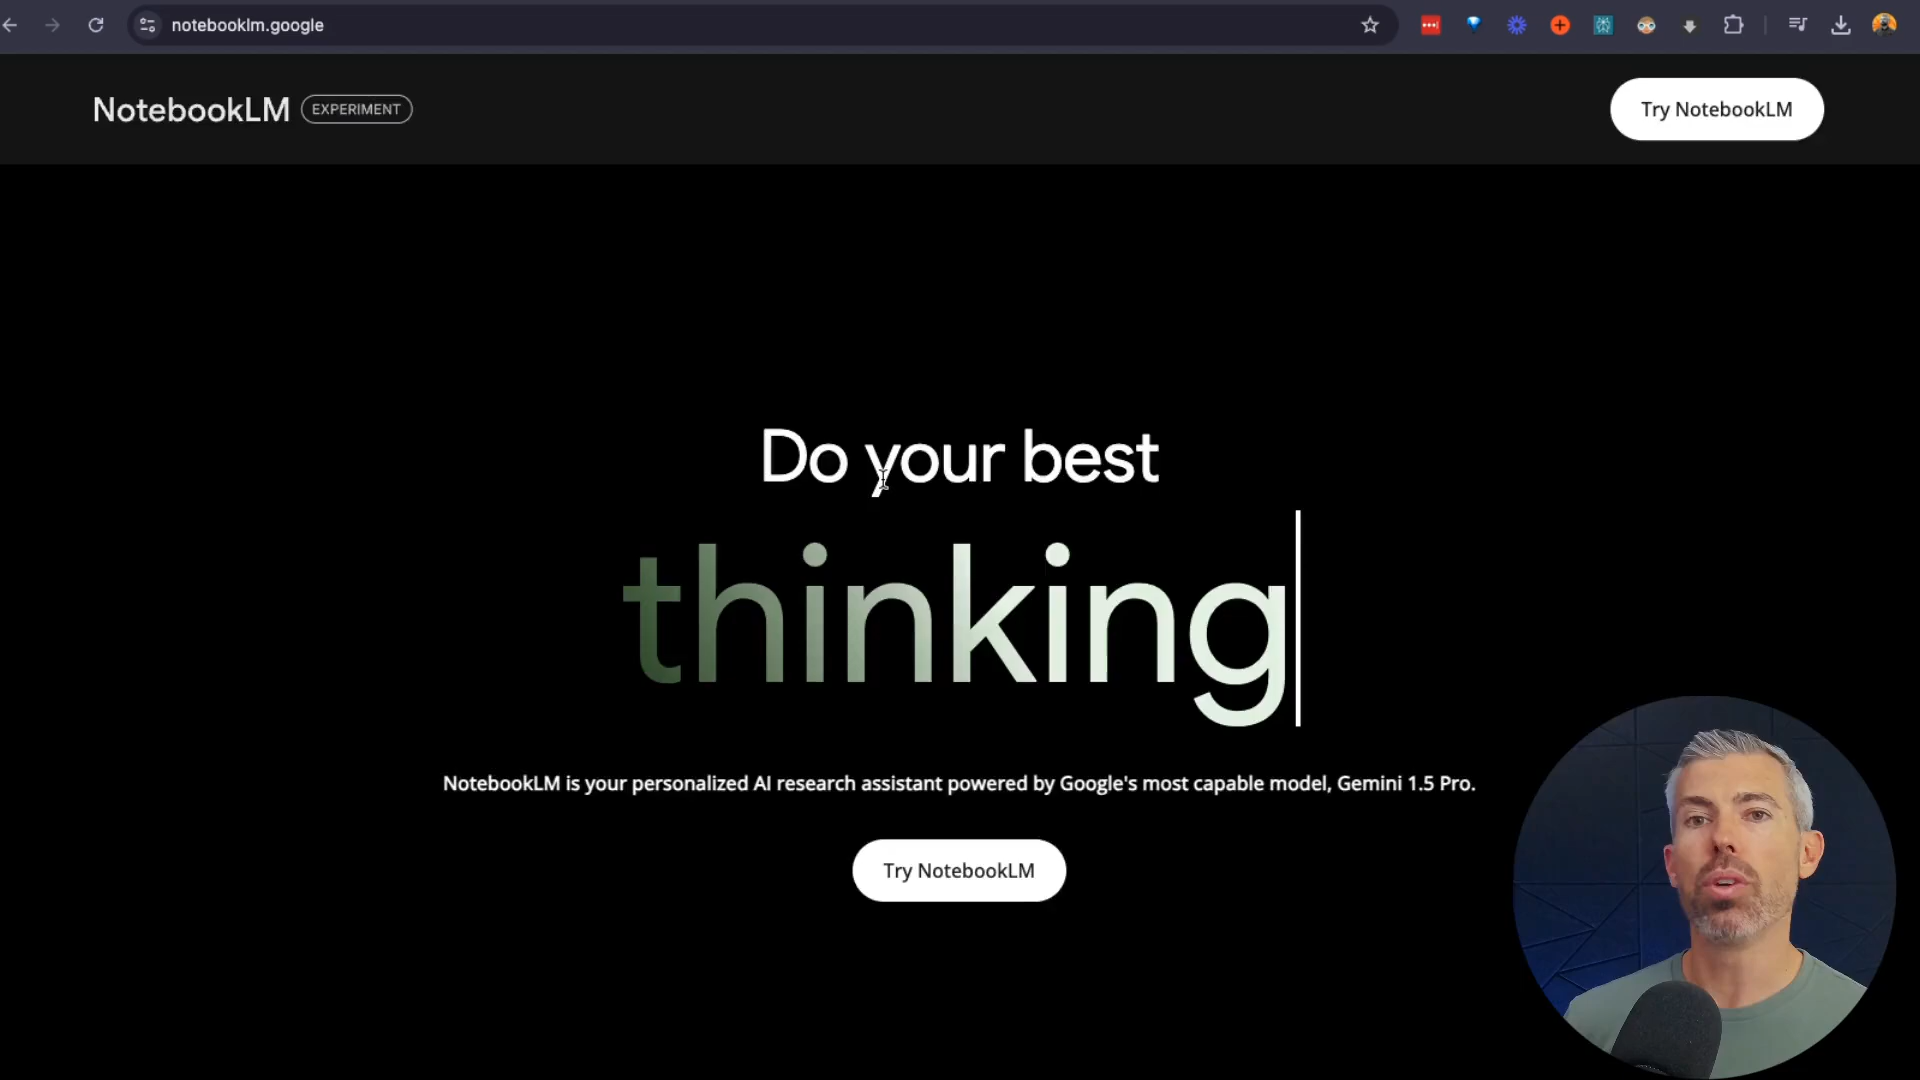 notebooklm.google
NotebookLM EXPERIMENT
Try NotebookLM
Do your best
thinking
NotebookLM is your personalized AI research assistant powered by Google's most capable model, Gemini 1.5 Pro.
Try NotebookLM